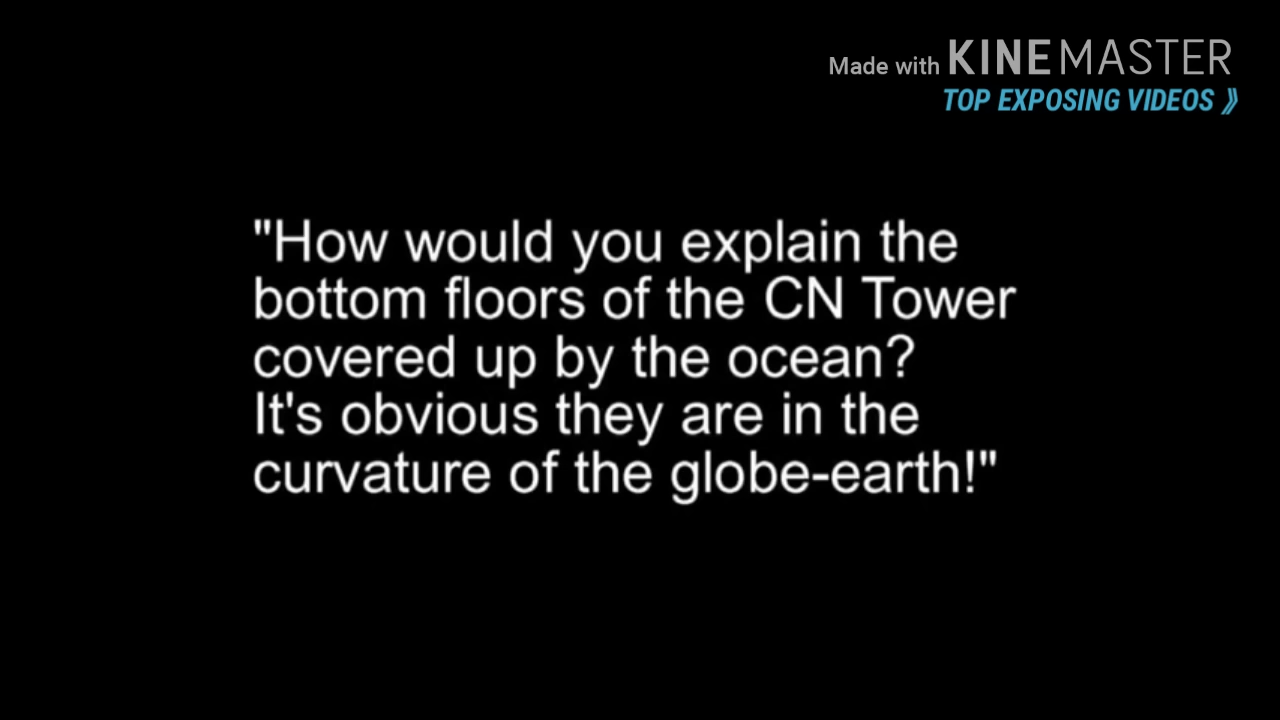 Made with KINEMASTER
TOP EXPOSING VIDEOS》
"How would you explain the
bottom floors of the CN Tower
covered up by the ocean?
It's obvious they are in the
curvature of the globe-earth!"